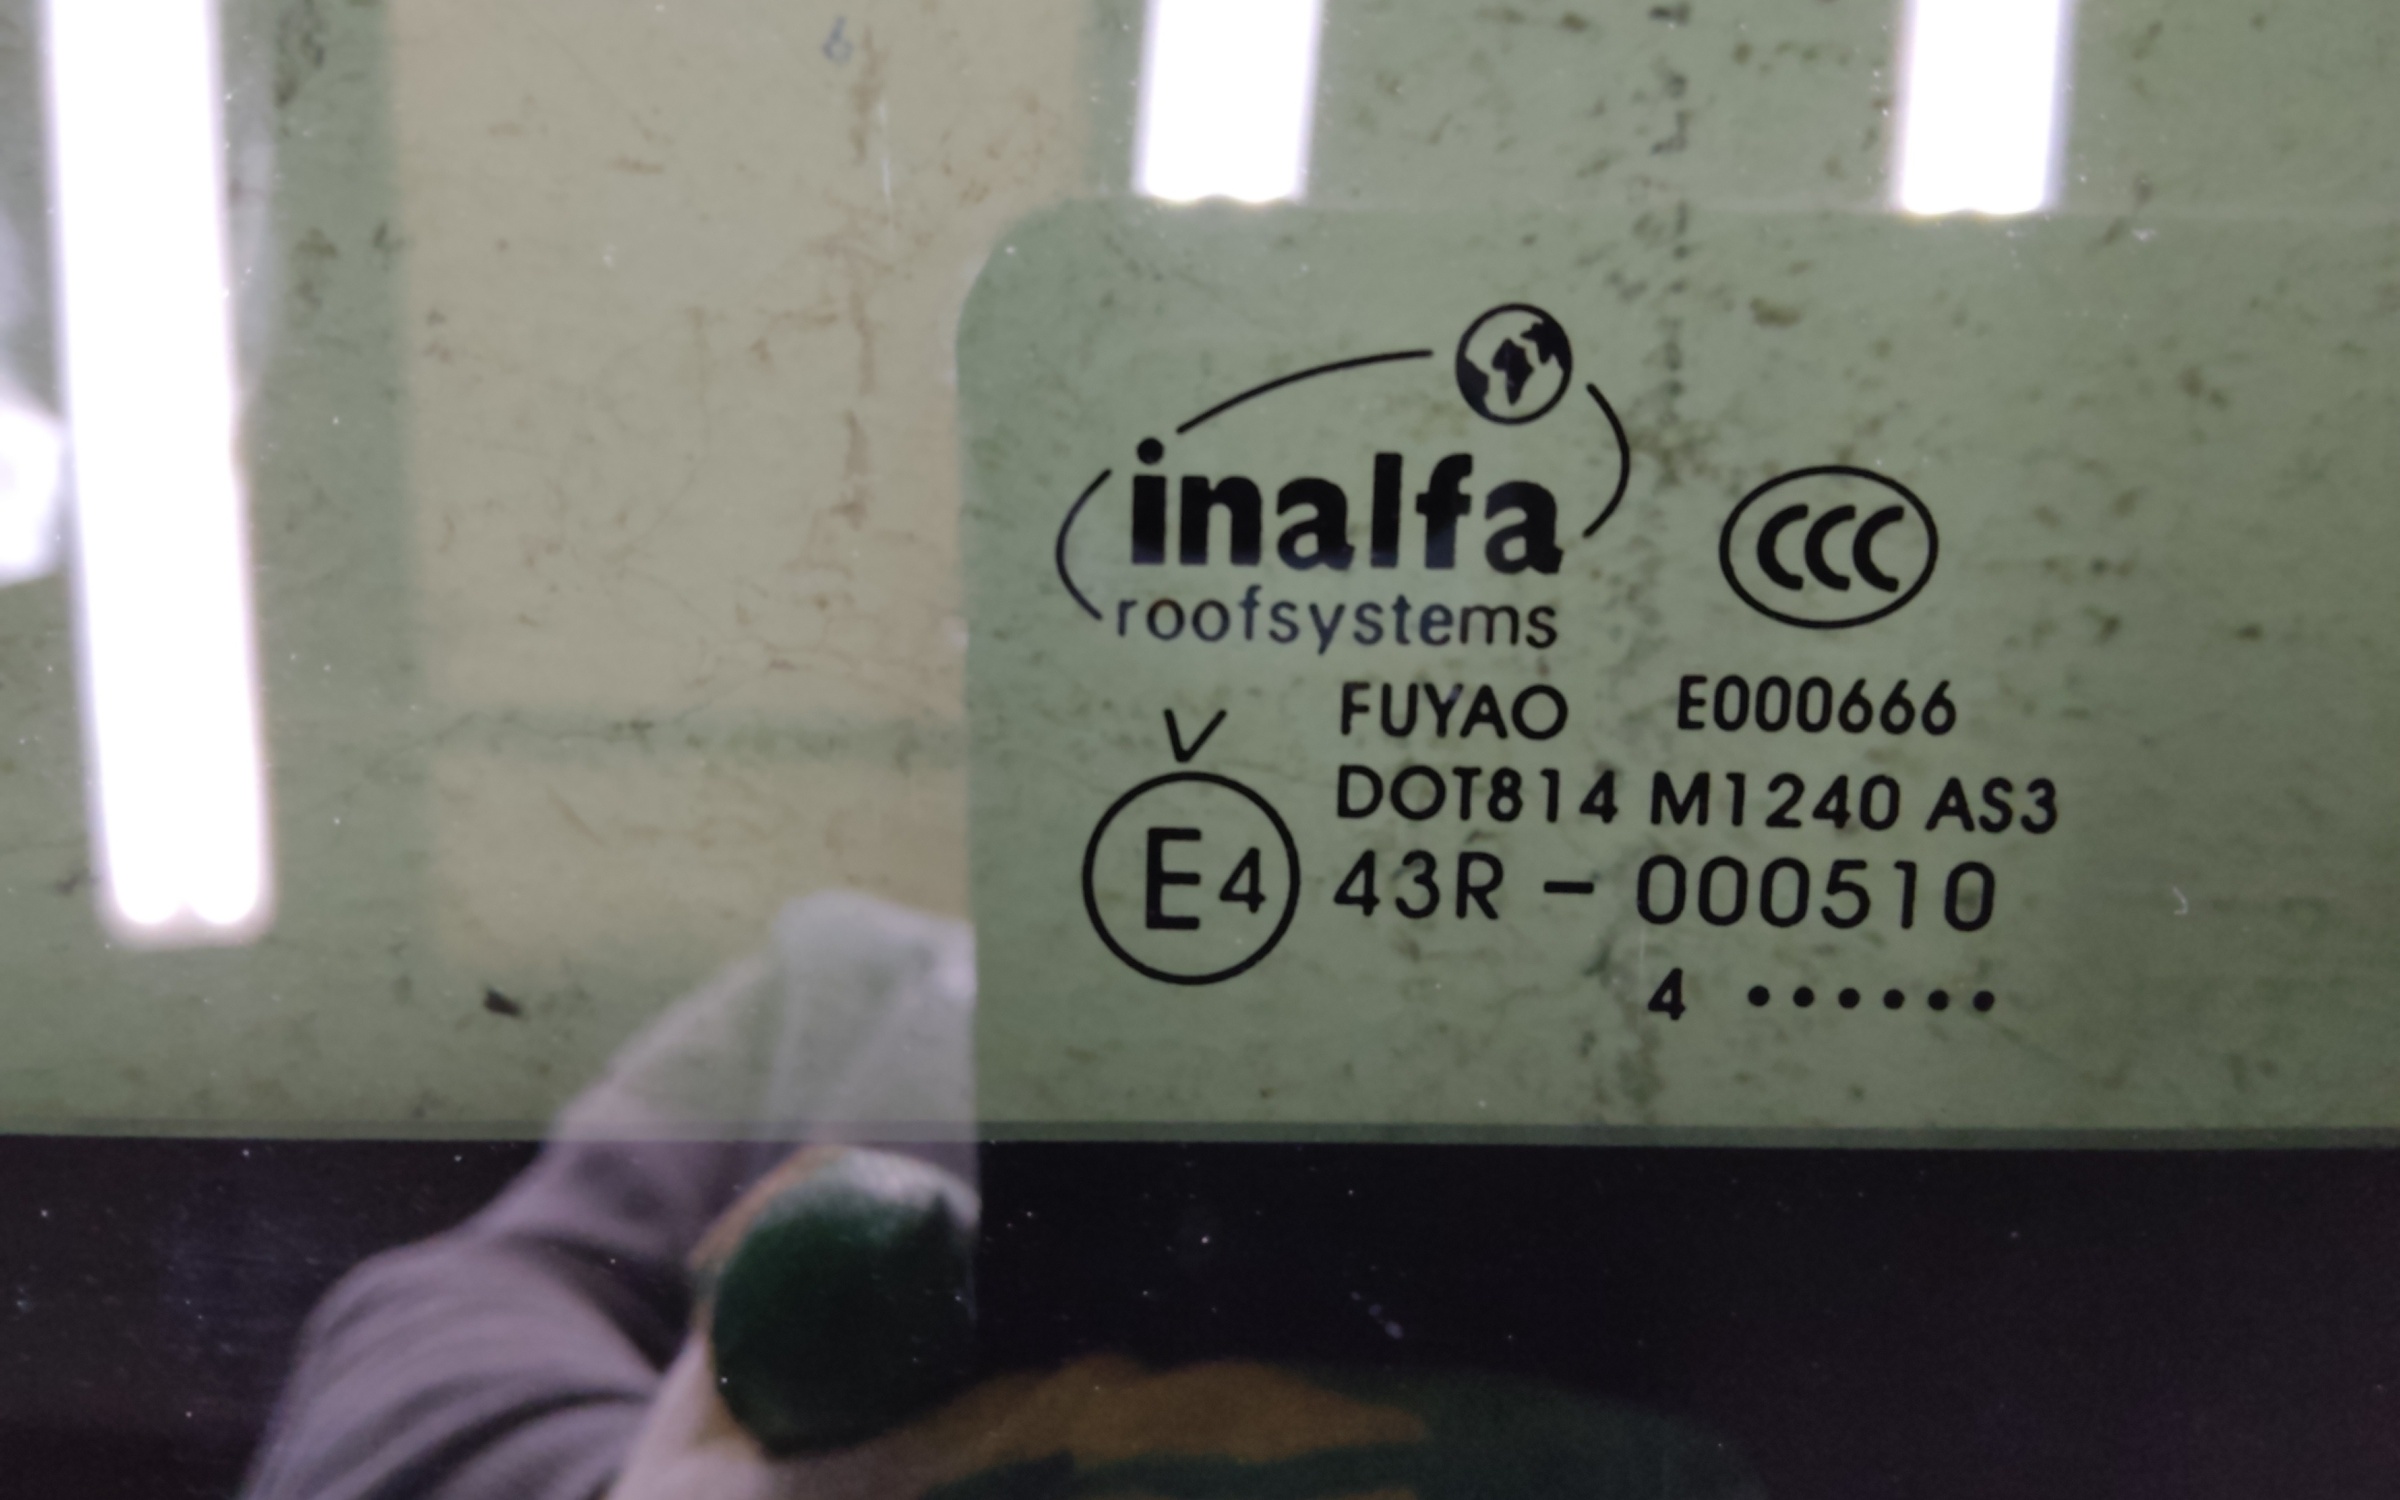 inalfa
roofsystems
CCC
FUYAO E000666
V
DOT814 M1240 AS3
E4 43R - 000510
4 ••••••